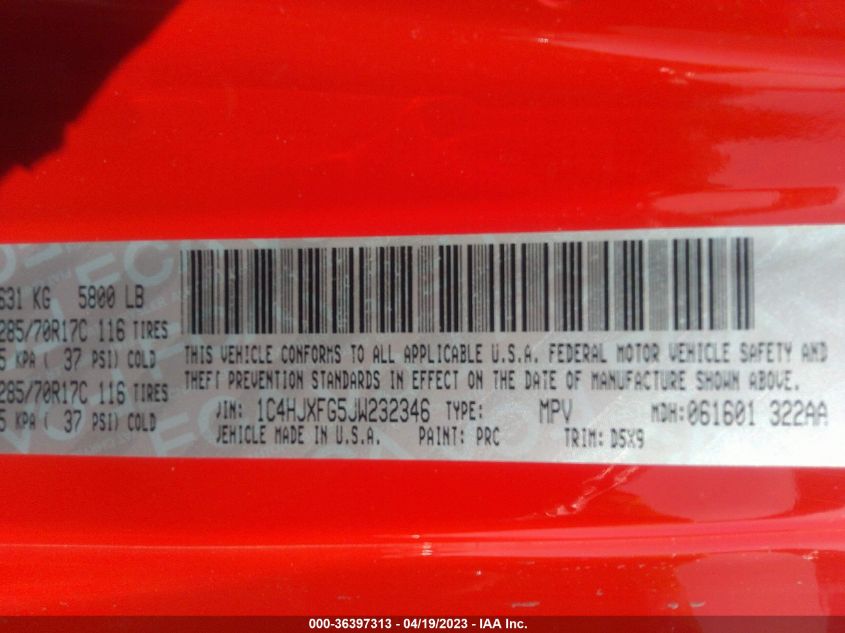 631 KG 5800 LB
285/70R17C 116 TIRES
5 KPA ( 37 PSI) COLD
285/70R17C 116 TIRES
5 KPA ( 37 PSI) COLD
THIS VEHICLE CONFORMS TO ALL APPLICABLE U.S.A. FEDERAL MOTOR VEHICLE SAFETY AND
THEFT PREVENTION STANDARDS IN EFFECT ON THE DATE OF MANUFACTURE SHOWN ABOVE.
VIN: 1C4HJXFG5JW232346 TYPE: MPV MDH:061601 322AA
VEHICLE MADE IN U.S.A. PAINT: PRC TRIM: D5X9
000-36397313 - 04/19/2023 - IAA Inc.